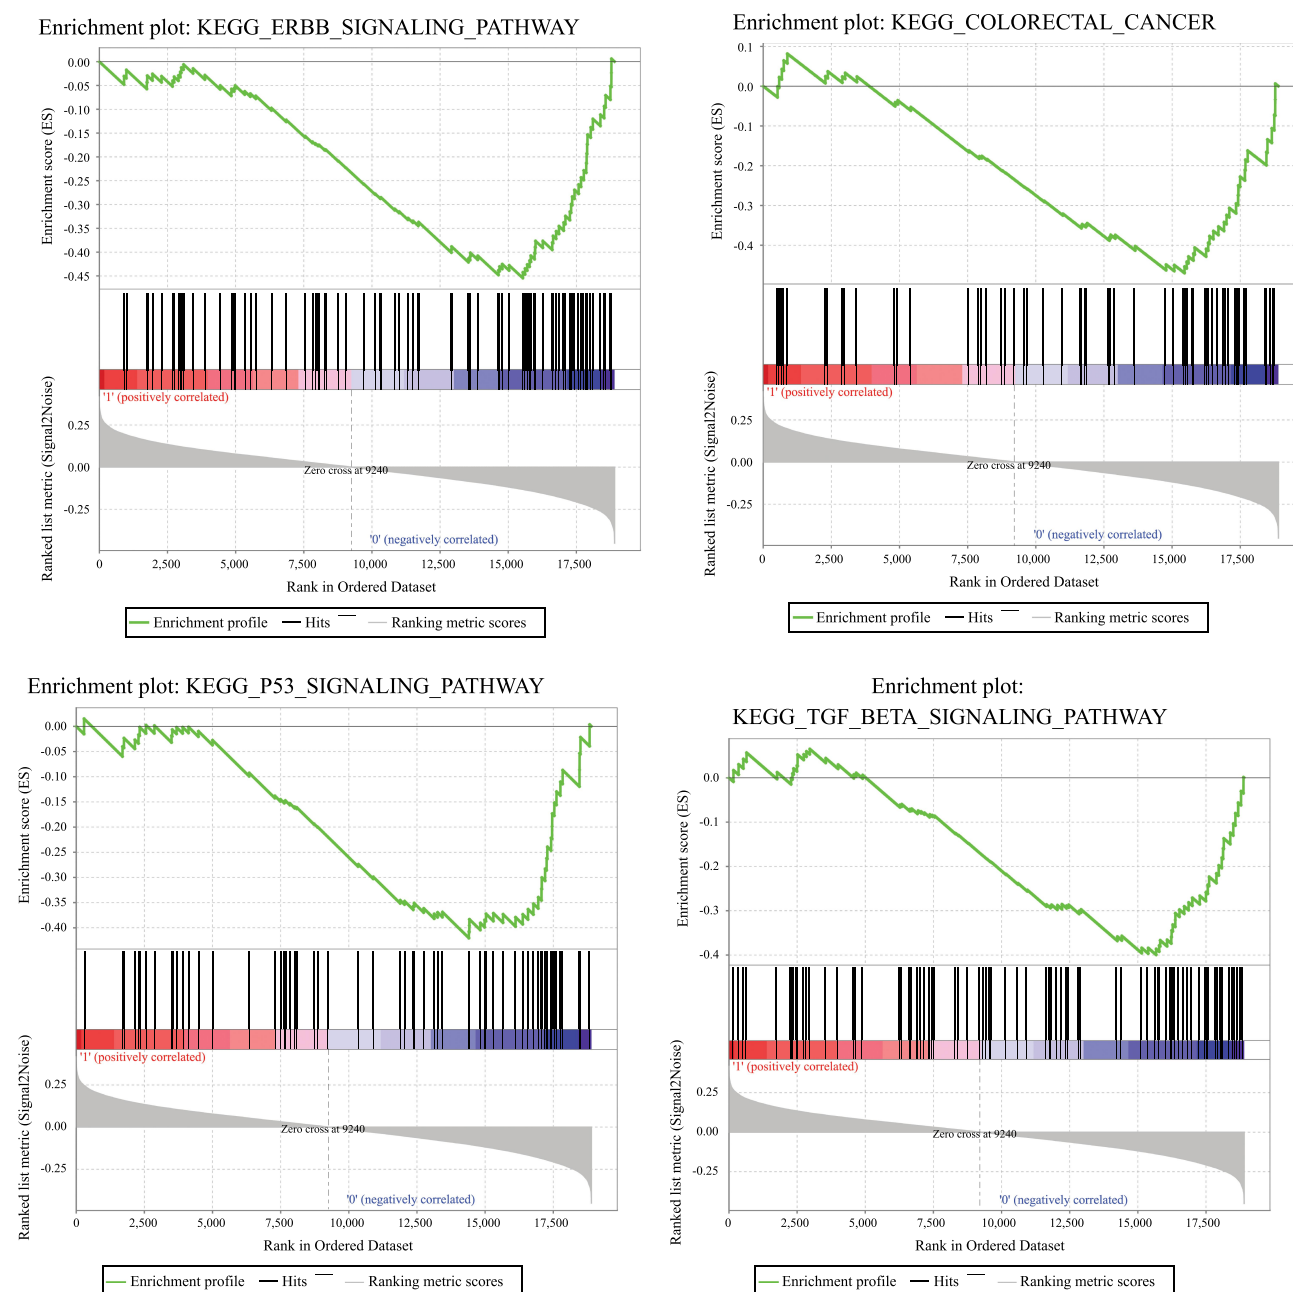 Enrichment plot: KEGG_ERBB_SIGNALING_PATHWAY
Enrichment score (ES)
0.00
-0.05
-0.10
-0.15
-0.20
-0.25
-0.30
-0.35
-0.40
-0.45
Ranked list metric (Signal2Noise)
'1' (positively correlated)
0.25
0.00
-0.25
Zero cross at 9240
'0' (negatively correlated)
0 2,500 5,000 7,500 10,000 12,500 15,000 17,500
Rank in Ordered Dataset
Enrichment profile Hits Ranking metric scores
Enrichment plot: KEGG_COLORECTAL_CANCER
Enrichment score (ES)
0.1
0.0
-0.1
-0.2
-0.3
-0.4
Ranked list metric (Signal2Noise)
'1' (positively correlated)
0.25
0.00
-0.25
Zero cross at 9240
'0' (negatively correlated)
0 2,500 5,000 7,500 10,000 12,500 15,000 17,500
Rank in Ordered Dataset
Enrichment profile Hits Ranking metric scores
Enrichment plot: KEGG_P53_SIGNALING_PATHWAY
Enrichment score (ES)
0.00
-0.05
-0.10
-0.15
-0.20
-0.25
-0.30
-0.35
-0.40
Ranked list metric (Signal2Noise)
'1' (positively correlated)
0.25
0.00
-0.25
Zero cross at 9240
'0' (negatively correlated)
0 2,500 5,000 7,500 10,000 12,500 15,000 17,500
Rank in Ordered Dataset
Enrichment profile Hits Ranking metric scores
Enrichment plot:
KEGG_TGF_BETA_SIGNALING_PATHWAY
Enrichment score (ES)
0.0
-0.1
-0.2
-0.3
-0.4
Ranked list metric (Signal2Noise)
'1' (positively correlated)
0.25
0.00
-0.25
Zero cross at 9240
'0' (negatively correlated)
0 2,500 5,000 7,500 10,000 12,500 15,000 17,500
Rank in Ordered Dataset
Enrichment profile Hits Ranking metric scores